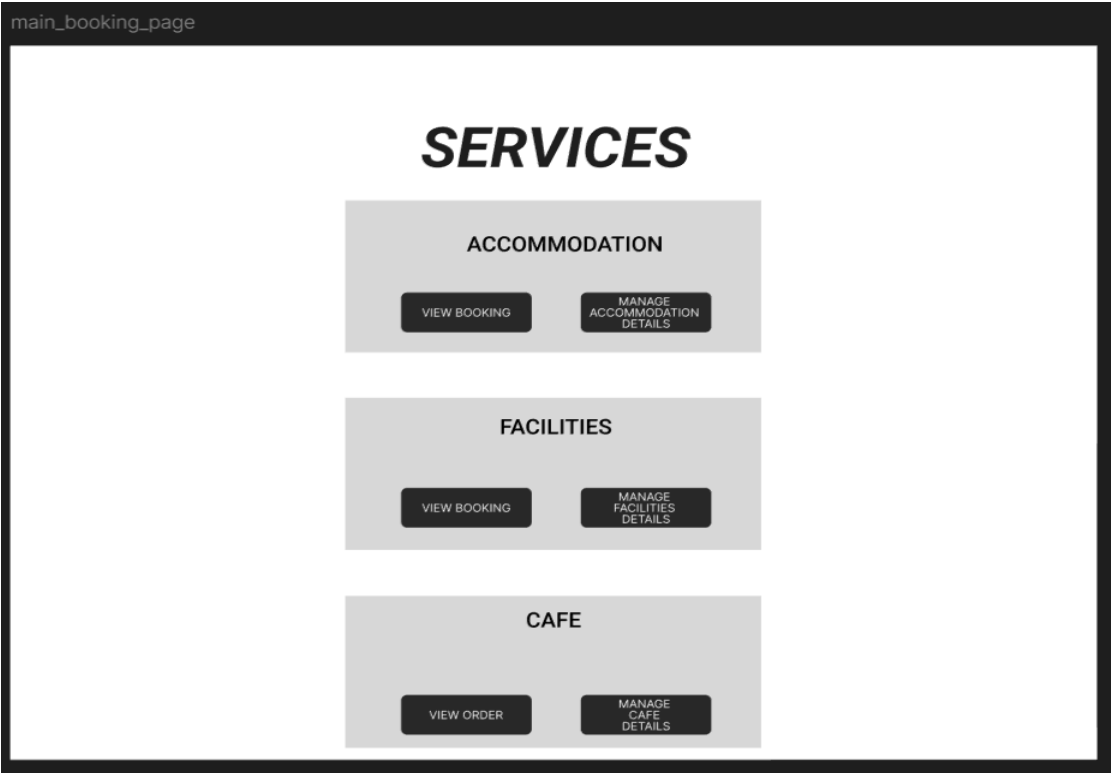 main_booking_page
SERVICES
ACCOMMODATION
VIEW BOOKING
MANAGE
ACCOMMODATION
DETAILS
FACILITIES
VIEW BOOKING
MANAGE
FACILITIES
DETAILS
CAFE
VIEW ORDER
MANAGE
CAFE
DETAILS